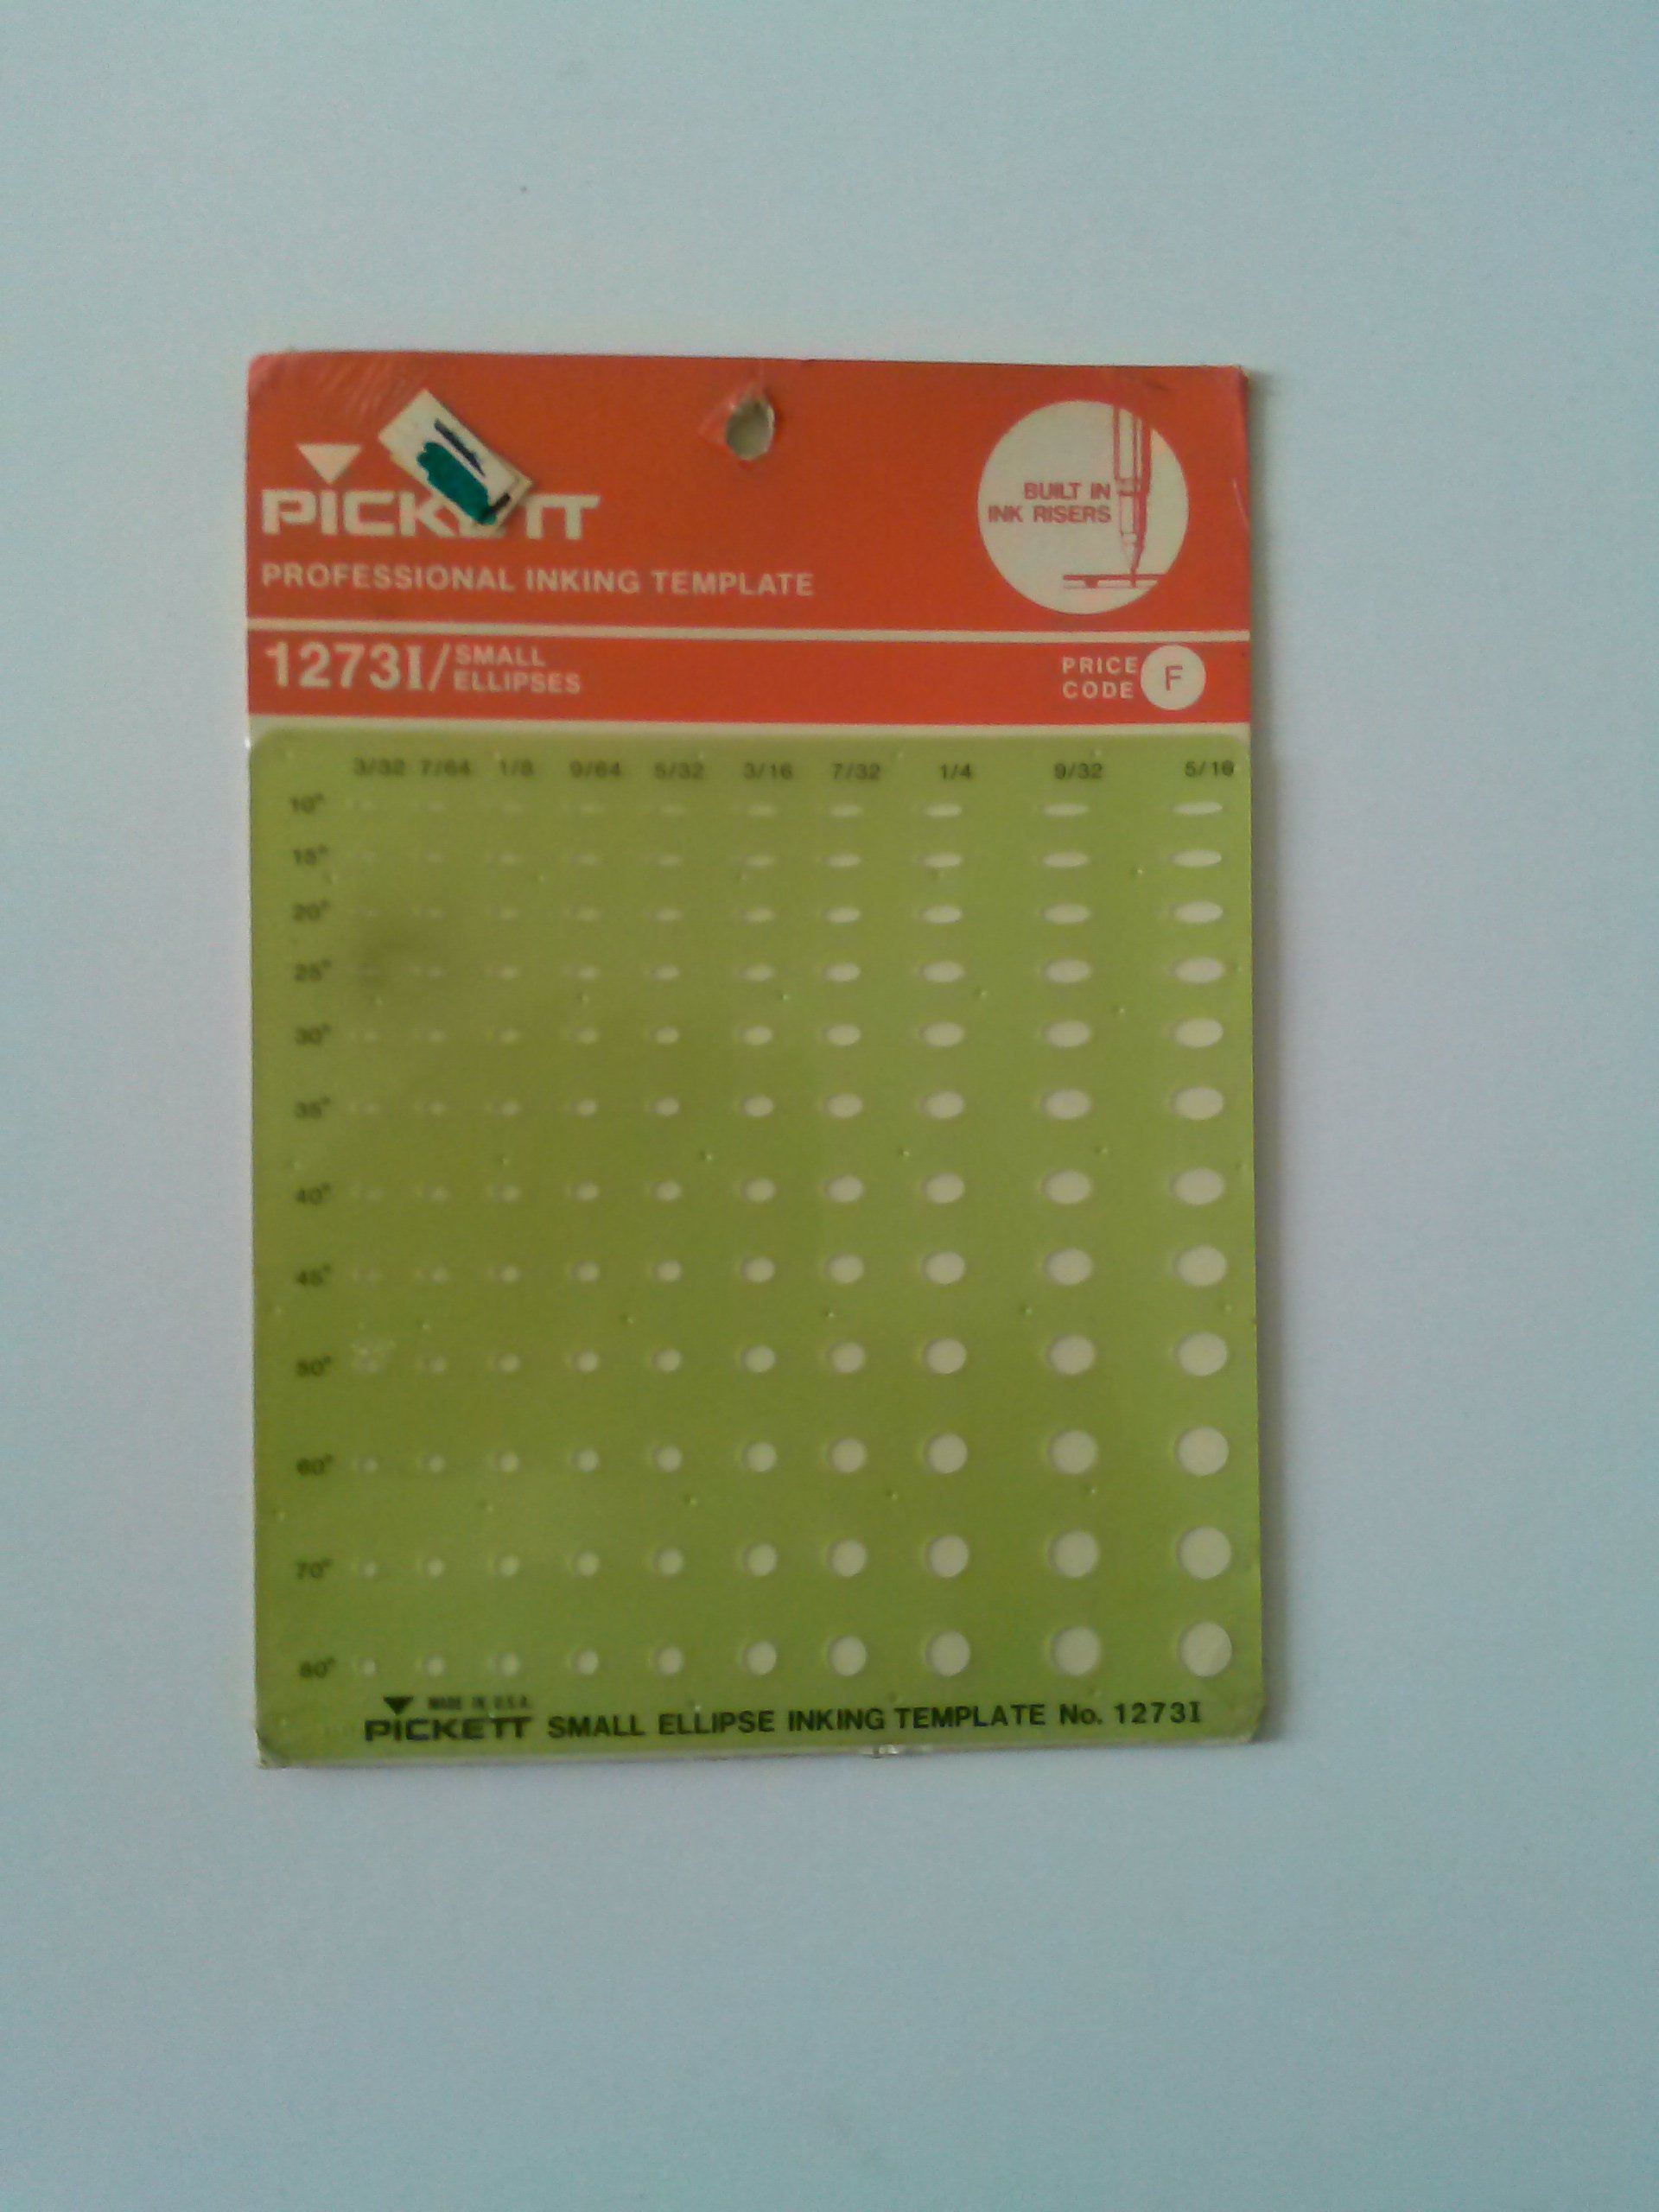 PICKETT
BUILT IN
INK RISERS
PROFESSIONAL INKING TEMPLATE
1273I/SMALL
ELLIPSES
PRICE
CODE F
3/32 7/64 1/8 9/64 5/32 3/16 7/32 1/4 9/32 5/16
10°
15°
20°
25°
30°
35°
40°
45°
50°
60°
70°
80°
MADE IN U.S.A.
PICKETT SMALL ELLIPSE INKING TEMPLATE No. 1273I